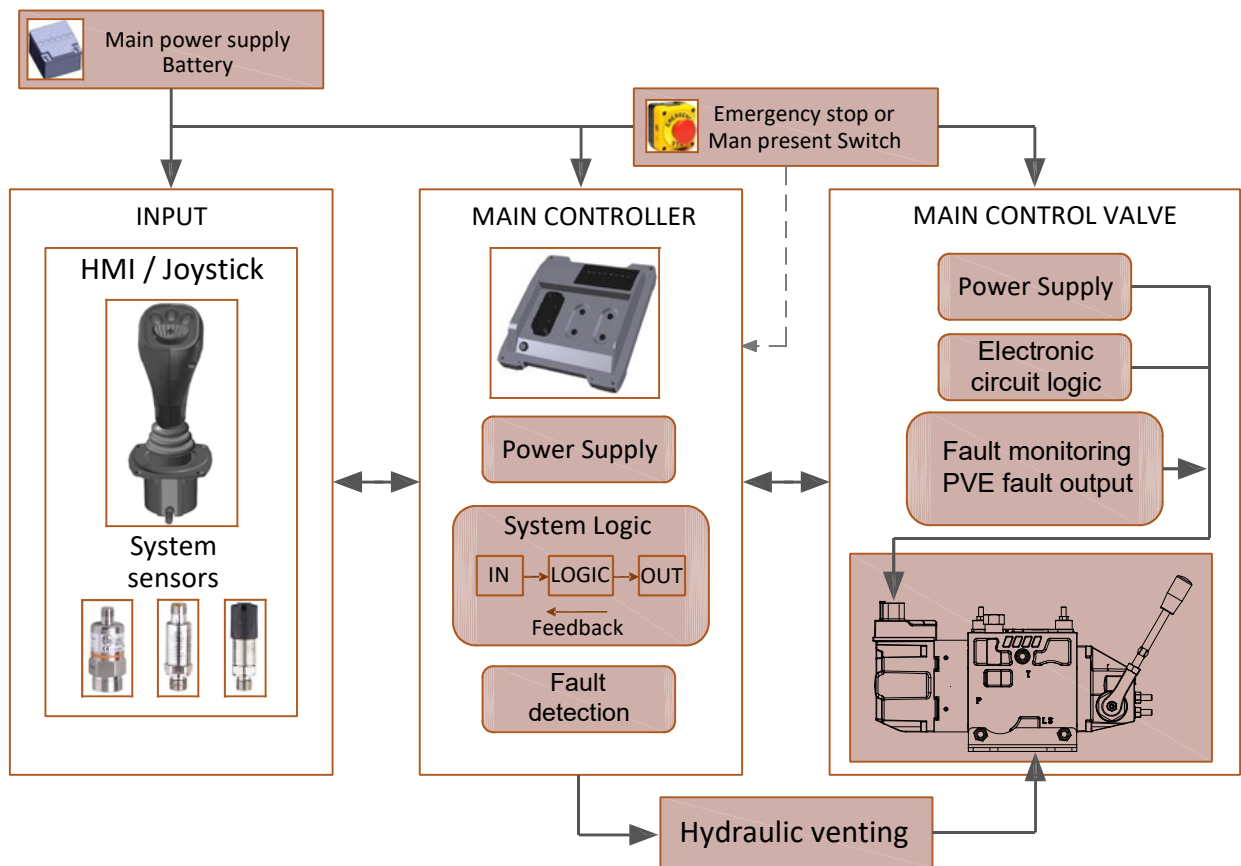 Main power supply
Battery
Emergency stop or
Man present Switch
EMERGENCY
INPUT
HMI / Joystick
System
sensors
MAIN CONTROLLER
Power Supply
System Logic
IN
LOGIC
OUT
Feedback
Fault
detection
MAIN CONTROL VALVE
Power Supply
Electronic
circuit logic
Fault monitoring
PVE fault output
T
P
LS
Hydraulic venting